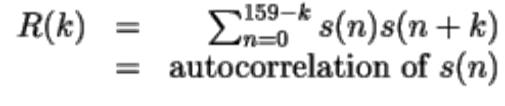 R(k) = ∑_{n=0}^{159−k} s(n)s(n + k)
= autocorrelation of s(n)